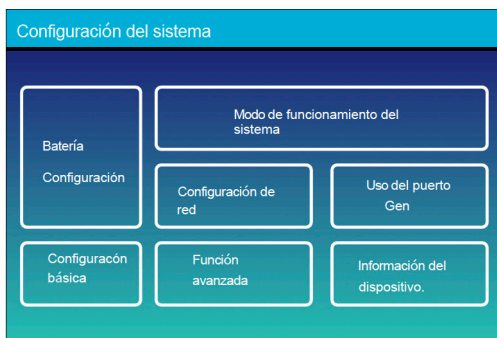 Configuración del sistema
Modo de funcionamiento del
sistema
Batería
Configuración
Configuración de
red
Uso del puerto
Gen
Configuracón
básica
Función
avanzada
Información del
dispositivo.